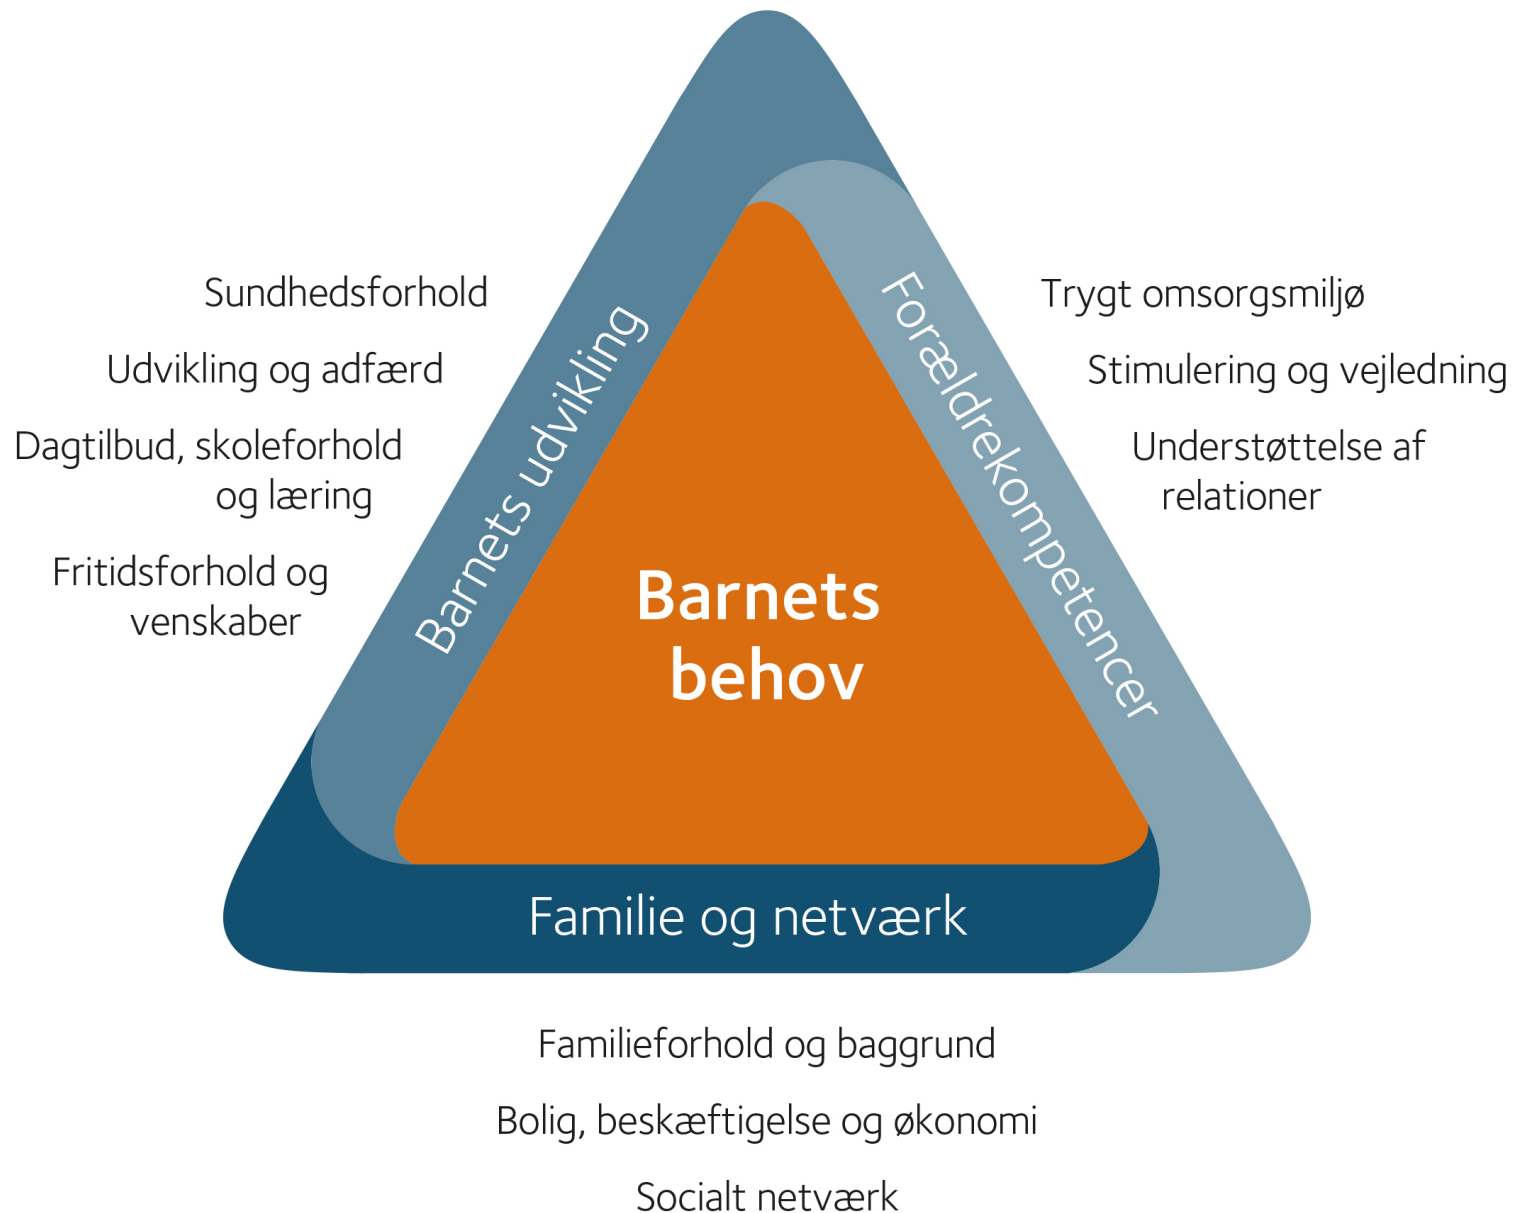 Sundhedsforhold
Udvikling og adfærd
Dagtilbud, skoleforhold
og læring
Fritidsforhold og
venskaber
Barnets udvikling
Forældrekompetencer
Trygt omsorgsmiljø
Stimulering og vejledning
Understøttelse af
relationer
Barnets
behov
Familie og netværk
Familieforhold og baggrund
Bolig, beskæftigelse og økonomi
Socialt netværk